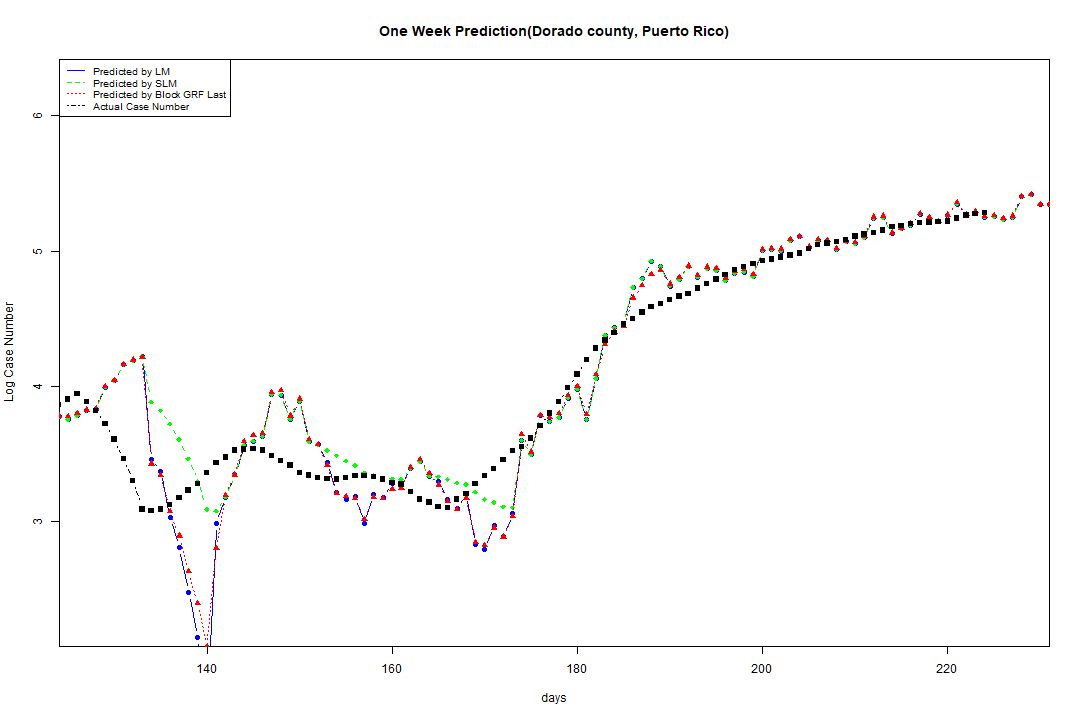 One Week Prediction(Dorado county, Puerto Rico)
Predicted by LM
Predicted by SLM
Predicted by Block GRF Last
Actual Case Number
6
5
4
3
Log Case Number
140 160 180 200 220
days